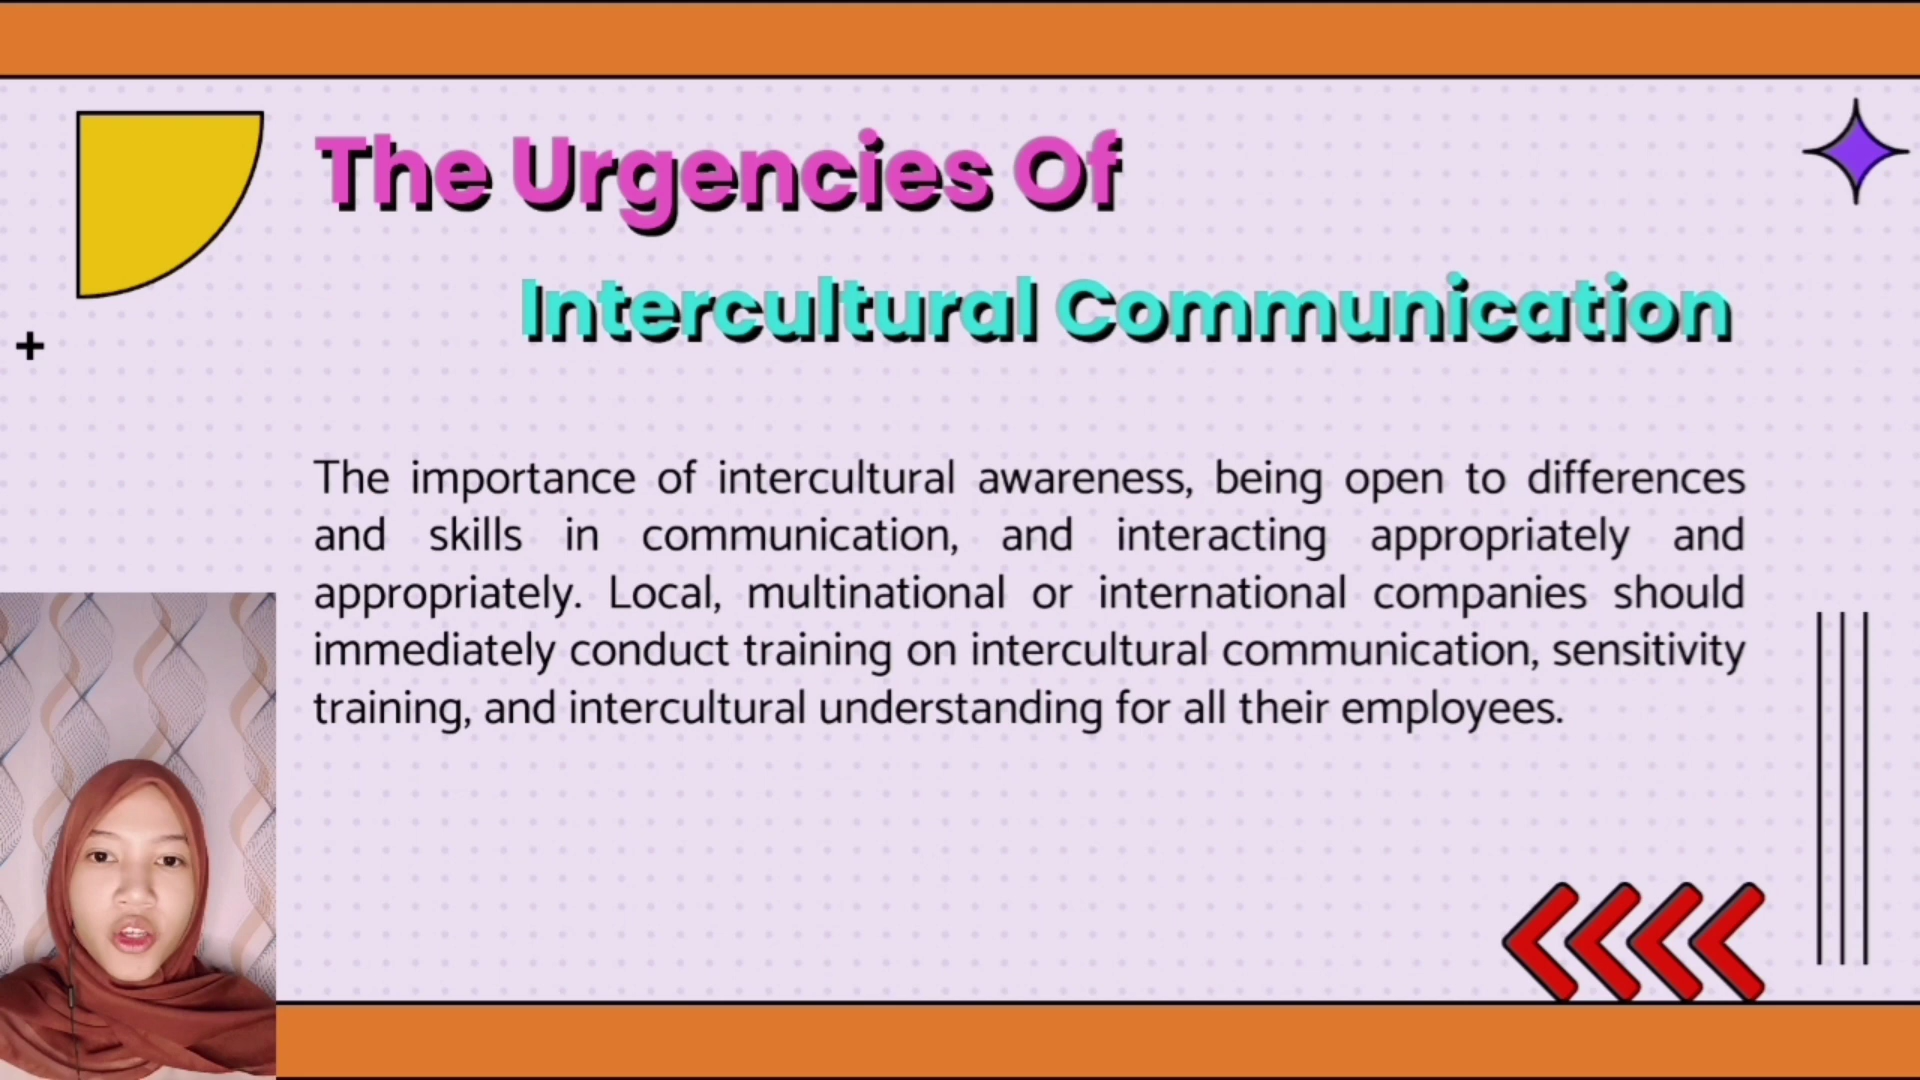 The Urgencies Of
Intercultural Communication
The importance of intercultural awareness, being open to differences
and skills in communication, and interacting appropriately and
appropriately. Local, multinational or international companies should
immediately conduct training on intercultural communication, sensitivity
training, and intercultural understanding for all their employees.